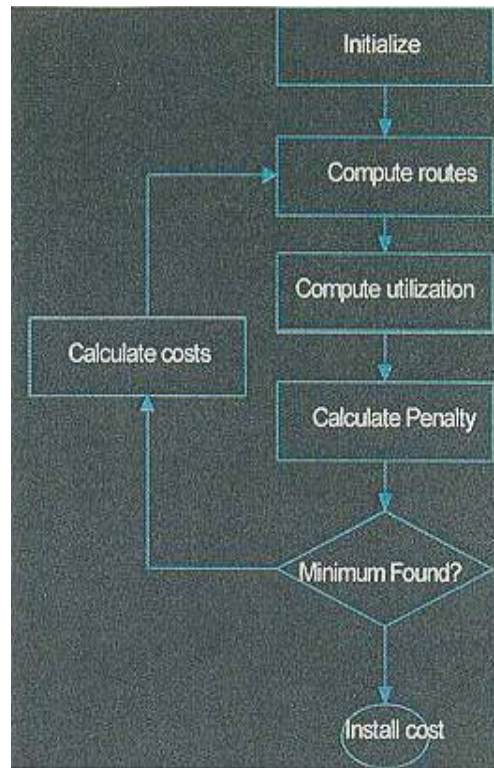 Initialize
Compute routes
Compute utilization
Calculate costs
Calculate Penalty
Minimum Found?
Install cost